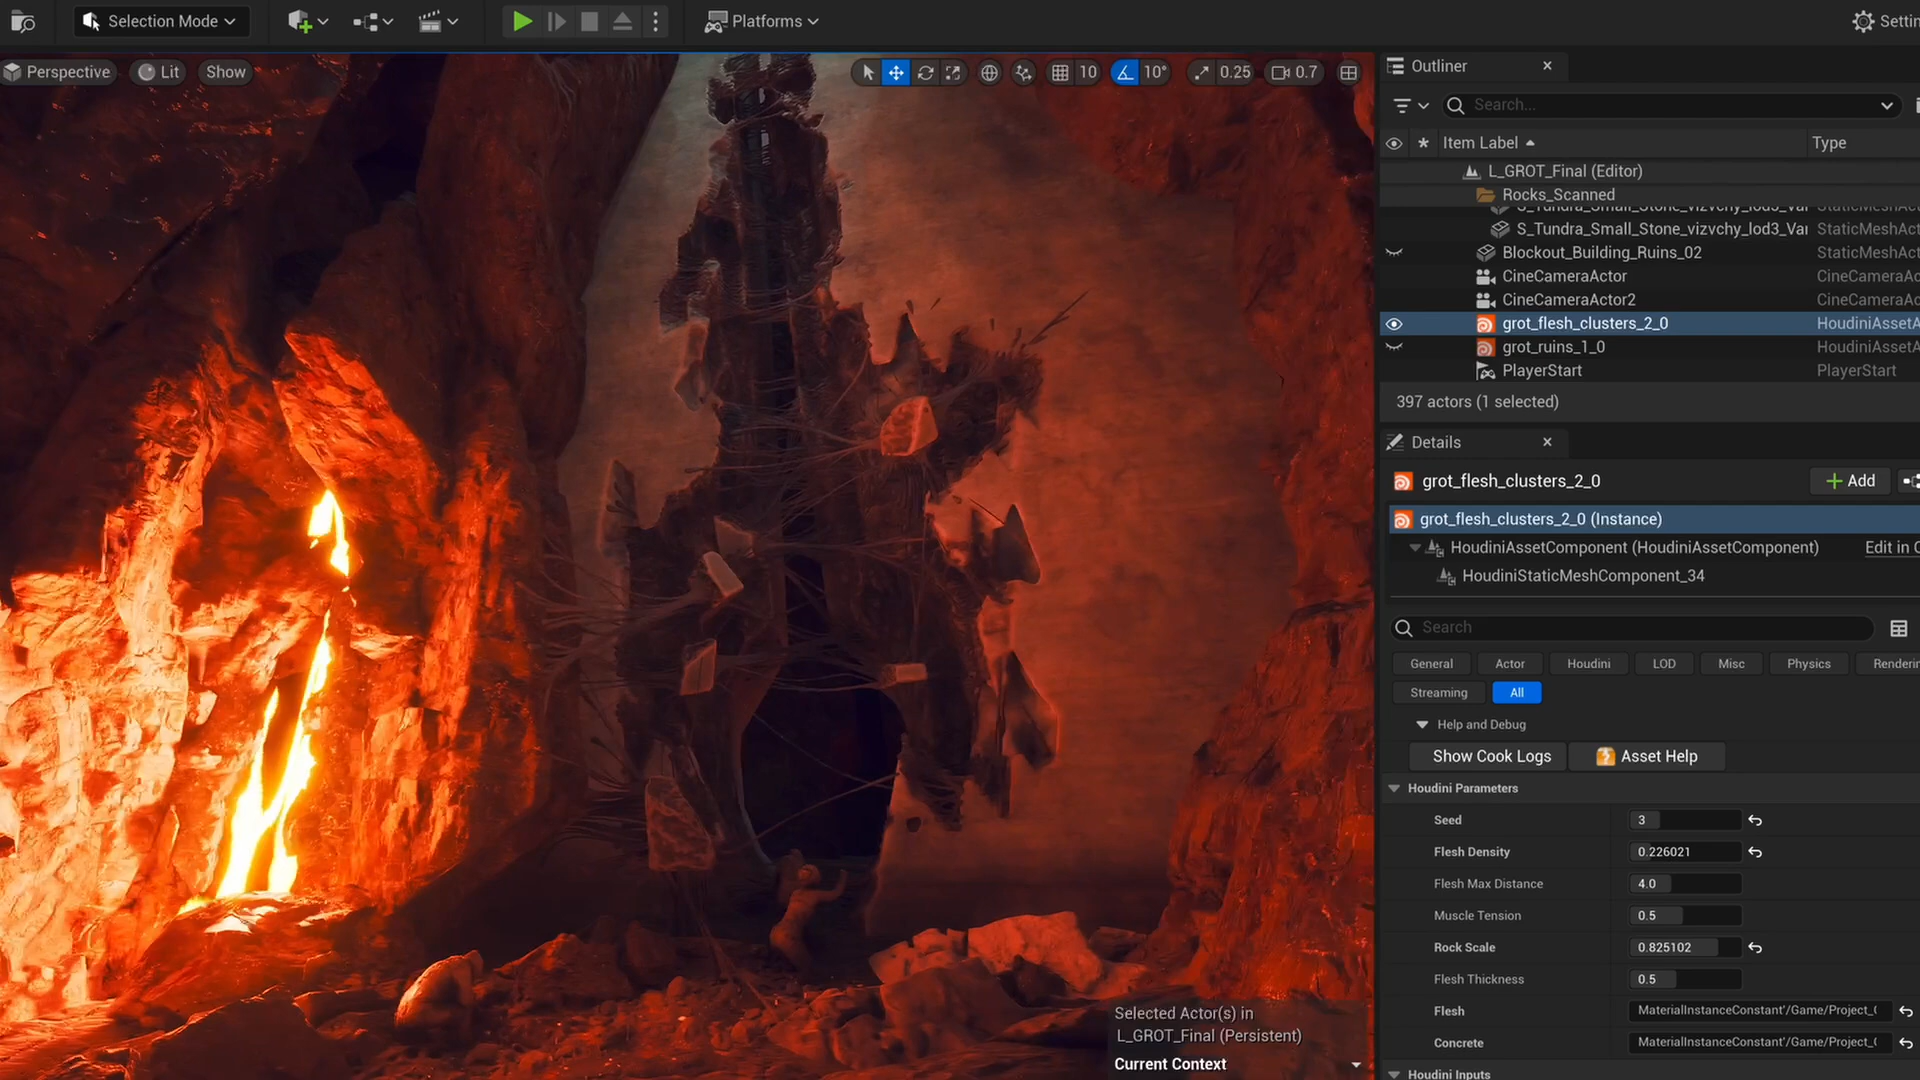 Selection Mode
Platforms
Perspective
Lit
Show
10
10°
0.25
0.7
Outliner
Search...
Item Label
Type
L_GROT_Final (Editor)
Rocks_Scanned
S_Tundra_Small_Stone_vizvchy_lod3_Var StaticMeshAct
S_Tundra_Small_Stone_vizvchy_lod3_Var StaticMeshAct
Blockout_Building_Ruins_02 StaticMeshAct
CineCameraActor CineCameraAc
CineCameraActor2 CineCameraAc
grot_flesh_clusters_2_0 HoudiniAssetA
grot_ruins_1_0 HoudiniAssetA
PlayerStart PlayerStart
397 actors (1 selected)
Details
grot_flesh_clusters_2_0
Add
grot_flesh_clusters_2_0 (Instance)
HoudiniAssetComponent (HoudiniAssetComponent) Edit in C
HoudiniStaticMeshComponent_34
Search
General Actor Houdini LOD Misc Physics Renderin
Streaming All
Help and Debug
Show Cook Logs Asset Help
Houdini Parameters
Seed 3
Flesh Density 0.226021
Flesh Max Distance 4.0
Muscle Tension 0.5
Rock Scale 0.825102
Flesh Thickness 0.5
Flesh MaterialInstanceConstant'/Game/Project_(
Concrete MaterialInstanceConstant'/Game/Project_(
Houdini Inputs
Selected Actor(s) in
L_GROT_Final (Persistent)
Current Context